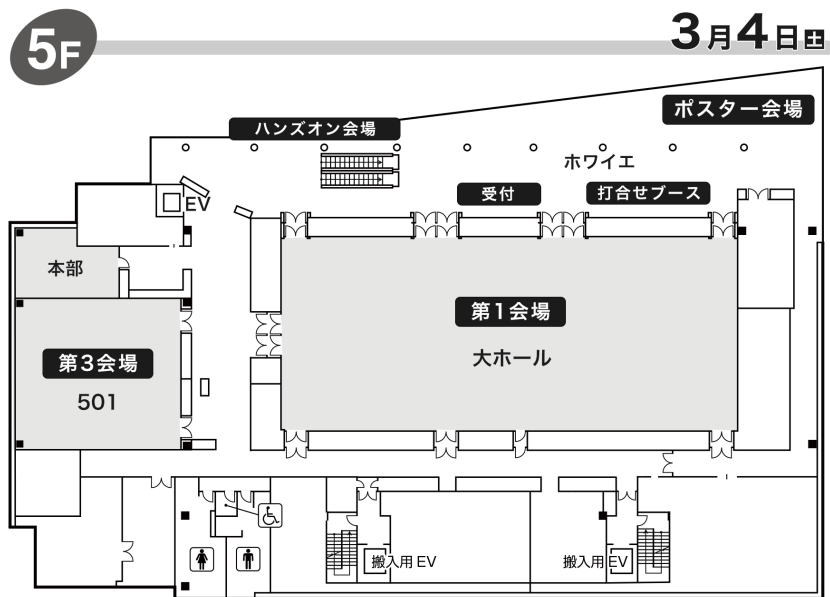 5F
3月4日土
ハンズオン会場
ポスター会場
ホワイエ
EV
受付
打合せブース
本部
第1会場
大ホール
第3会場
501
搬入用EV
搬入用EV